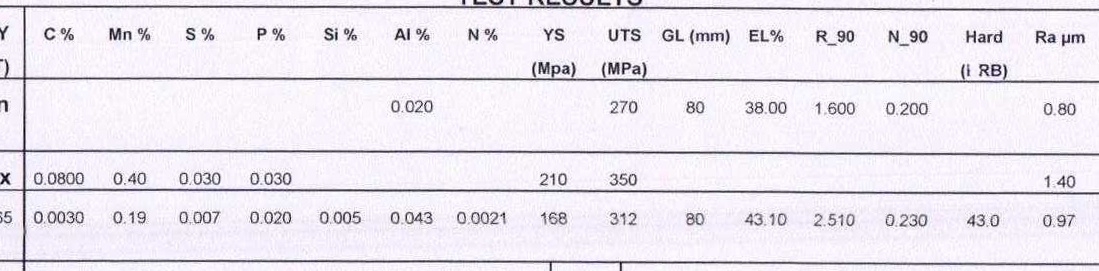 TEST RESULTS
Y C % Mn % S % P % Si % Al % N % YS UTS GL (mm) EL% R_90 N_90 Hard Ra µm
T) (Mpa) (MPa) (i RB)
n 0.020 270 80 38.00 1.600 0.200 0.80
x 0.0800 0.40 0.030 0.030 210 350 1.40
65 0.0030 0.19 0.007 0.020 0.005 0.043 0.0021 168 312 80 43.10 2.510 0.230 43.0 0.97